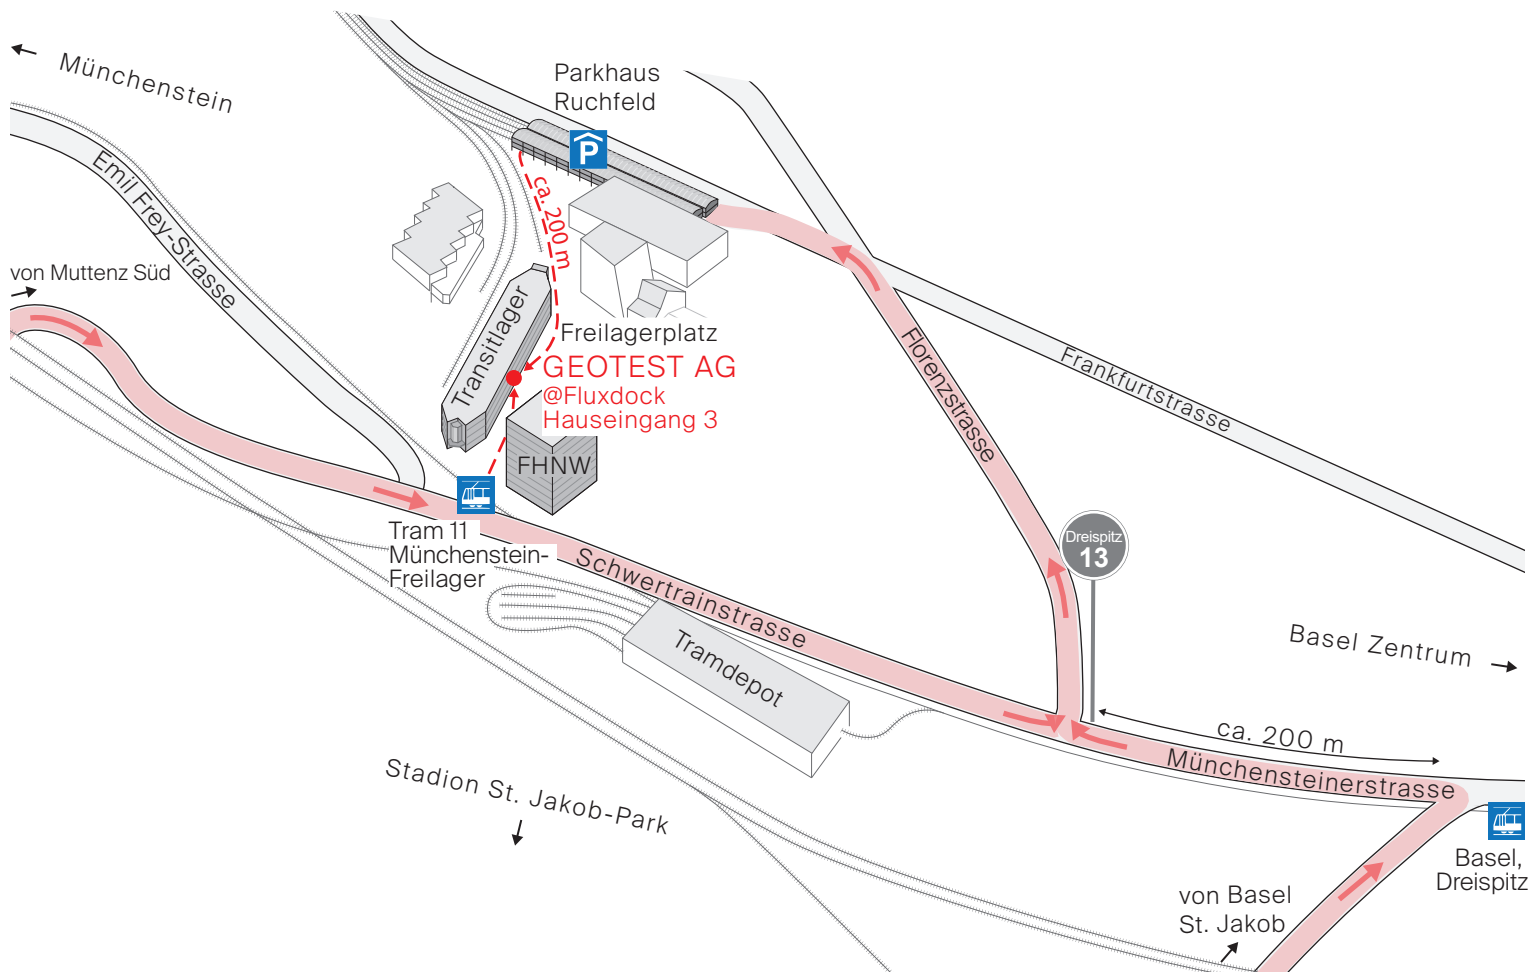 Münchenstein
Parkhaus
Ruchfeld
P
Emil Frey-Strasse
ca. 200 m
von Muttenz Süd
Transitlager
Freilagerplatz
GEOTEST AG
@Fluxdock
Hauseingang 3
FHNW
Florenzstrasse
Frankfurtstrasse
Tram 11
Münchenstein-
Freilager
Schwertrainstrasse
Dreispitz
13
Tramdepot
Basel Zentrum
ca. 200 m
Münchensteinerstrasse
Stadion St. Jakob-Park
Basel,
Dreispitz
von Basel
St. Jakob